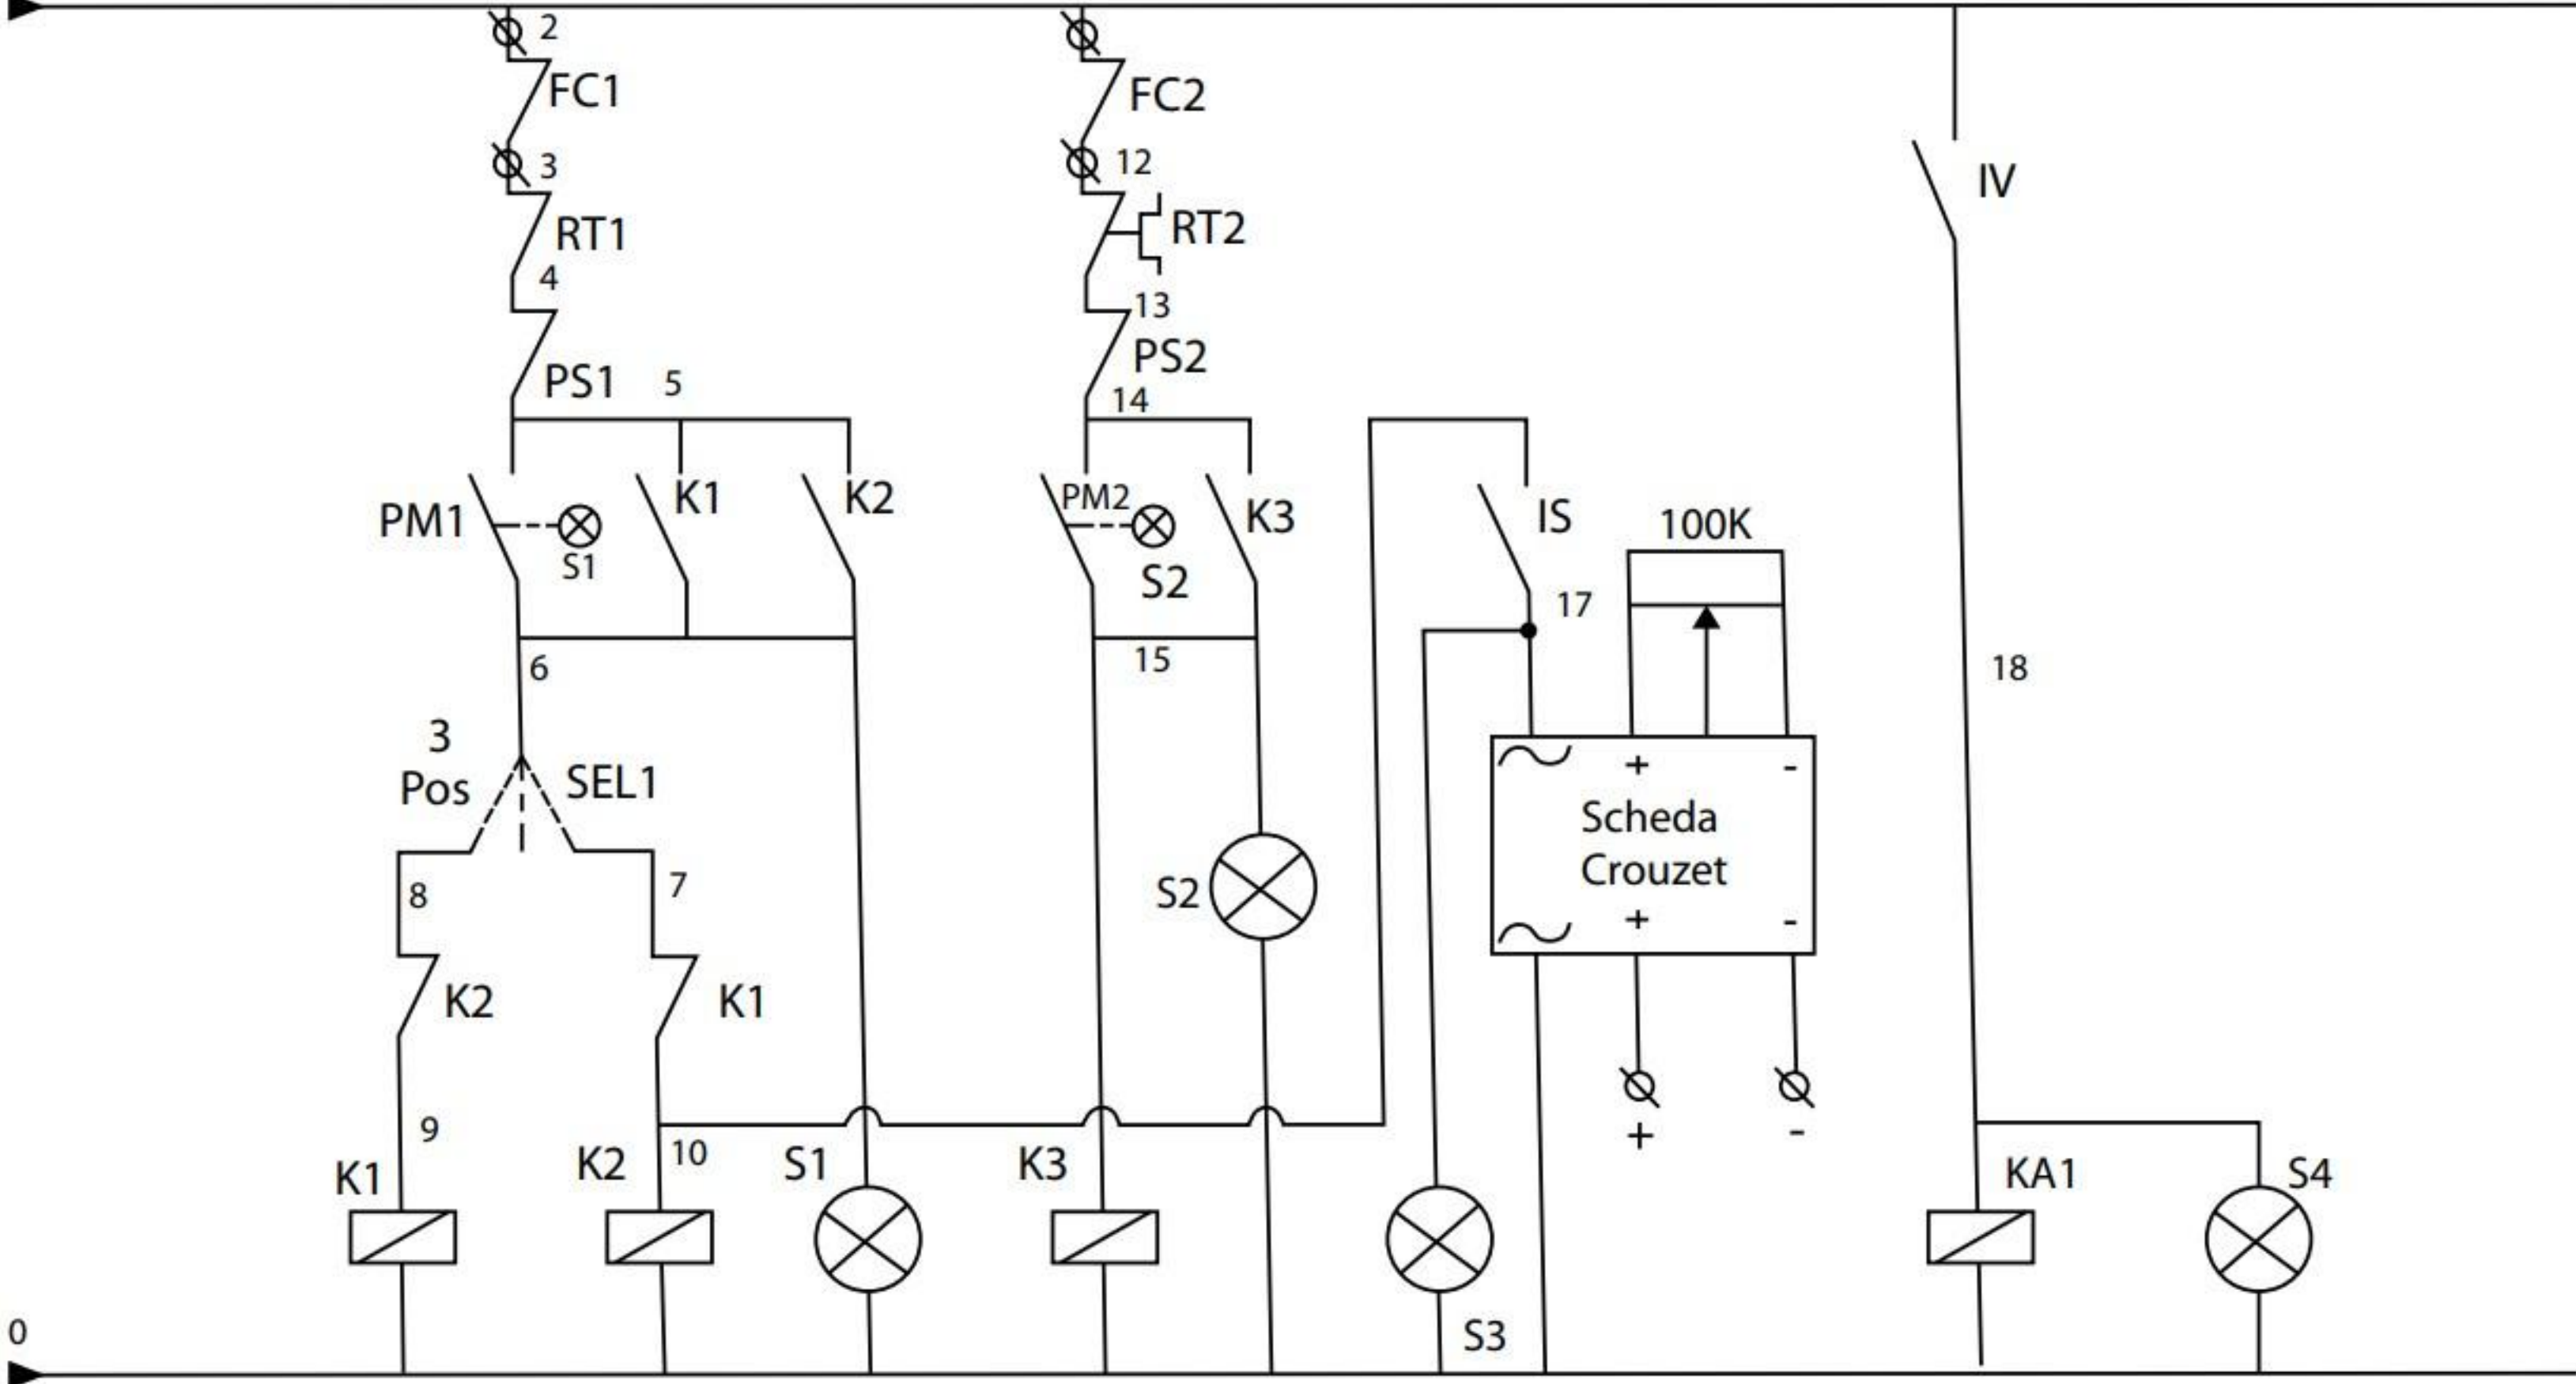 2
FC1
FC2
3
12
RT1
RT2
IV
4
13
PS1
5
PS2
14
PM1
S1
K1
K2
PM2
S2
K3
IS
100K
17
6
15
18
3
Pos
SEL1
+ -
Scheda
Crouzet
+ -
8
7
S2
K2
K1
9
10
+
-
K1
K2
S1
K3
KA1
S4
S3
0